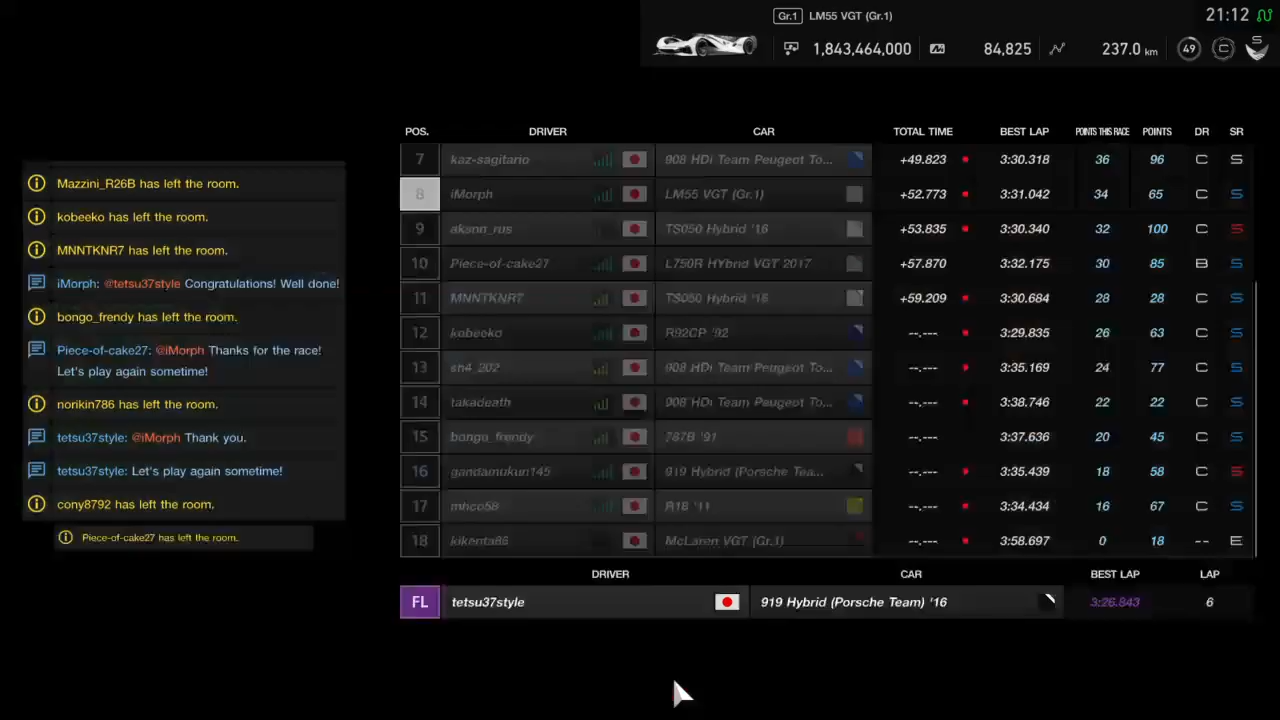 Gr.1 LM55 VGT (Gr.1) 21:12
1,843,464,000 84,825 237.0 km 49 C S
POS. DRIVER CAR TOTAL TIME BEST LAP POINTS THIS RACE POINTS DR SR
7 kaz-sagitario 908 HDi Team Peugeot To... +49.823 3:30.318 36 96 C S
8 iMorph LM55 VGT (Gr.1) +52.773 3:31.042 34 65 C S
9 +53.835 3:30.340 32 100 C S
TS050 Hybrid '16
10 Piece-of-cake27 L750R HYbrid VGT 2017 +57.870 3:32.175 30 85 B S
11 MNNTKNR7 TS050 Hybrid '16 +59.209 3:30.684 28 28 C S
12 kobeeko R92CP '92 --.--- 3:29.835 26 63 C S
13 sh4_202 908 HDi Team Peugeot To... --.--- 3:35.169 24 77 C S
14 takadeath 908 HDi Team Peugeot To... --.--- 3:38.746 22 22 C S
15 bongo_frendy 787B '91 --.--- 3:37.636 20 45 C S
16 gandamukun145 919 Hybrid (Porsche Tea... --.--- 3:35.439 18 58 C S
17 mhco58 R18 '11 --.--- 3:34.434 16 67 C S
18 kikenta86 McLaren VGT (Gr.1) --.--- 3:58.697 0 18 -- E
DRIVER CAR BEST LAP LAP
FL tetsu37style 919 Hybrid (Porsche Team) '16 3:26.843 6
Mazzini_R26B has left the room.
kobeeko has left the room.
MNNTKNR7 has left the room.
iMorph: @tetsu37style Congratulations! Well done!
bongo_frendy has left the room.
Piece-of-cake27: @iMorph Thanks for the race!
Let's play again sometime!
norikin786 has left the room.
tetsu37style: @iMorph Thank you.
tetsu37style: Let's play again sometime!
cony8792 has left the room.
Piece-of-cake27 has left the room.